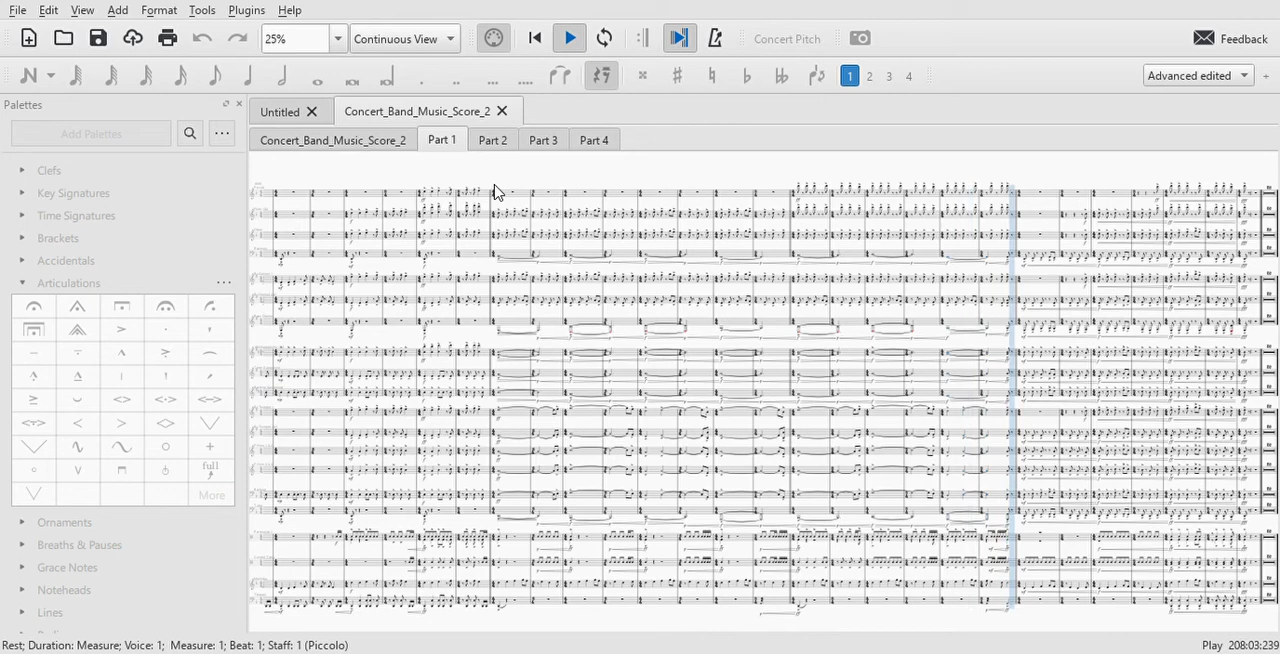 File Edit View Add Format Tools Plugins Help
25% Continuous View Concert Pitch Feedback
1 2 3 4 Advanced edited
Palettes
Untitled Concert_Band_Music_Score_2
Add Palettes
Concert_Band_Music_Score_2 Part 1 Part 2 Part 3 Part 4
Clefs
Key Signatures
Time Signatures
Brackets
Accidentals
Articulations
full
More
Ornaments
Breaths & Pauses
Grace Notes
Noteheads
Lines
Rest; Duration: Measure; Voice: 1; Measure: 1; Beat: 1; Staff: 1 (Piccolo) Play 208:03:239